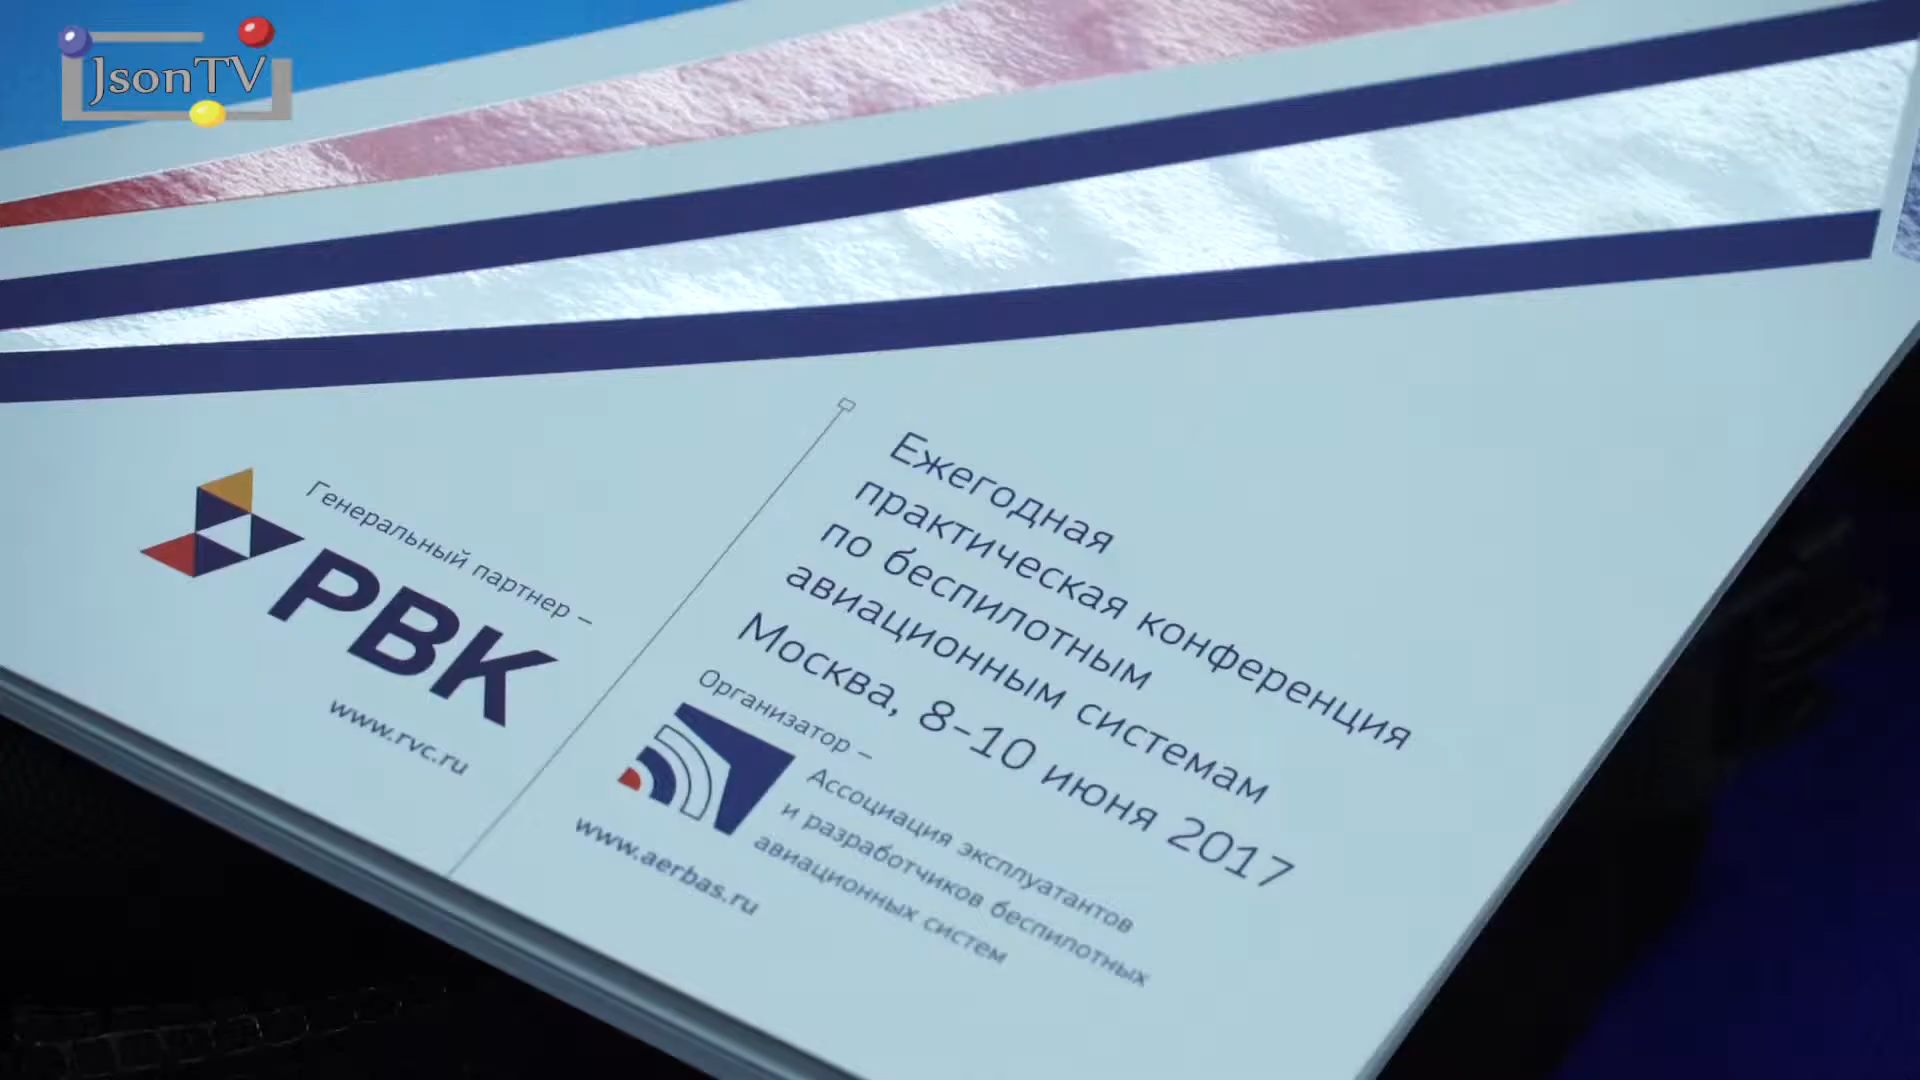 JsonTV
Генеральный партнер –
РВК
www.rvc.ru
Ежегодная
практическая конференция
по беспилотным
авиационным системам
Москва, 8-10 июня 2017
Организатор –
Ассоциация эксплуатантов
и разработчиков беспилотных
авиационных систем
www.aerbas.ru